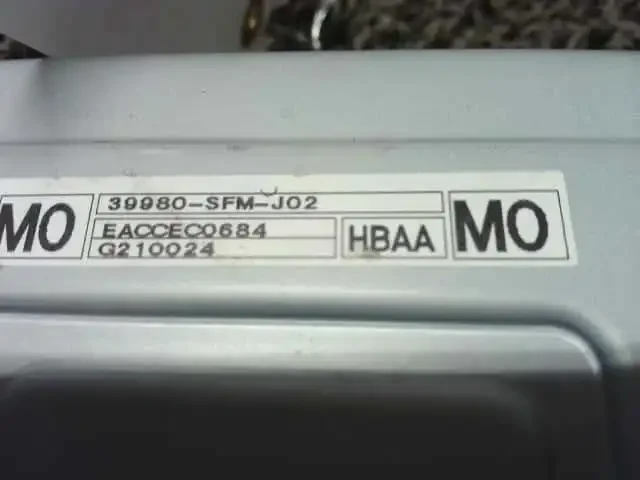 MO
39980-SFM-J02
EACCEC0684
G210024
HBAA
MO